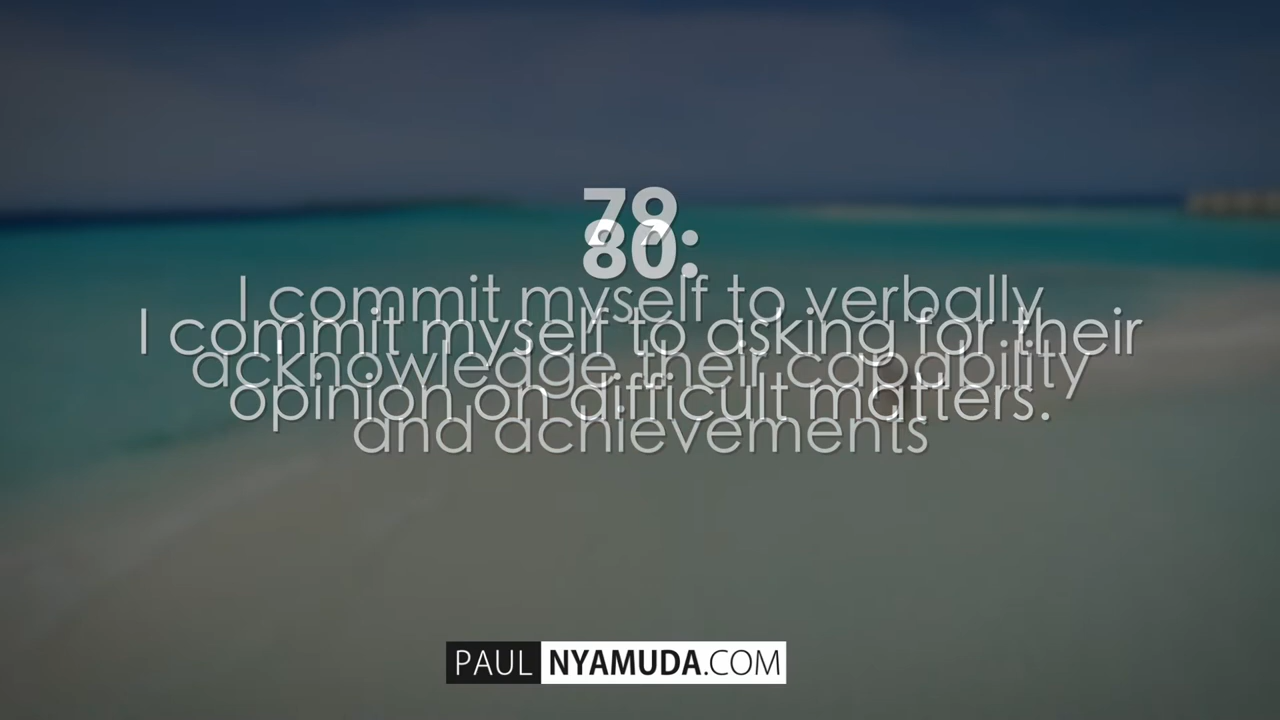 79
I commit myself to verbally
acknowledge their capability
and achievements
80:
I commit myself to asking for their
opinion on difficult matters.
PAUL NYAMUDA.COM